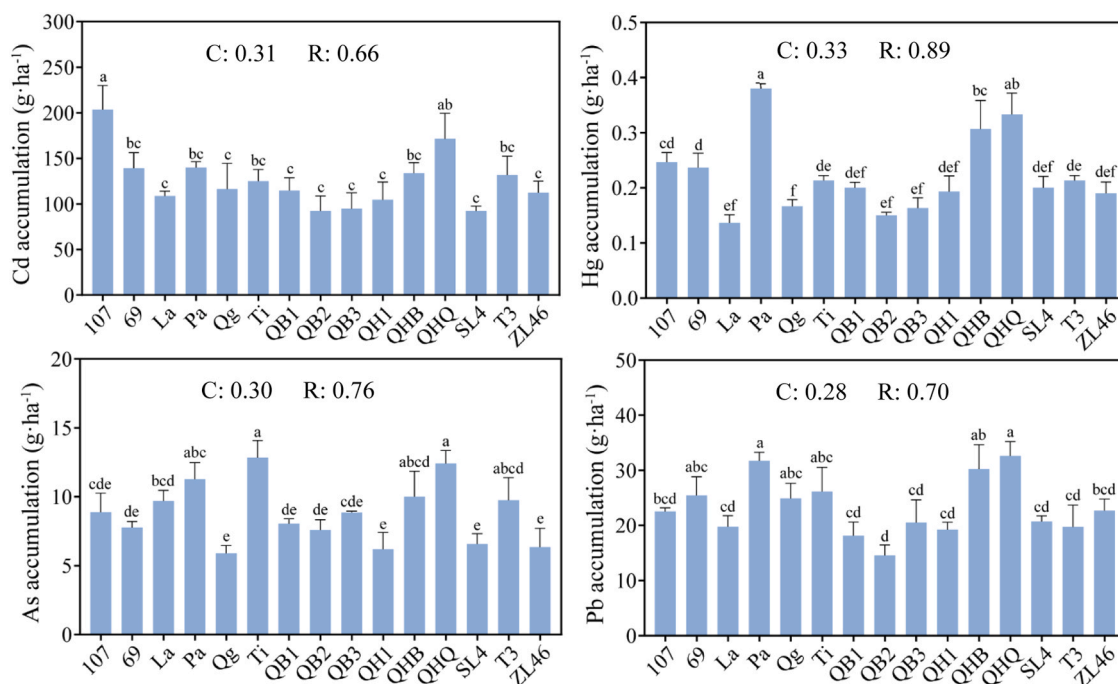 Cd accumulation (g·ha⁻¹)
300
250
200
150
100
50
0
C: 0.31 R: 0.66
a bc c bc c bc c c c c bc ab c bc c
107 69 La Pa Qg Ti QB1 QB2 QB3 QH1 QHB QHQ SL4 T3 ZL46
Hg accumulation (g·ha⁻¹)
0.5
0.4
0.3
0.2
0.1
0.0
C: 0.33 R: 0.89
cd d ef a f de def ef def def bc ab def de def
107 69 La Pa Qg Ti QB1 QB2 QB3 QH1 QHB QHQ SL4 T3 ZL46
As accumulation (g·ha⁻¹)
20
15
10
5
0
C: 0.30 R: 0.76
cde de bcd abc e a de de cde e abcd a e abcd e
107 69 La Pa Qg Ti QB1 QB2 QB3 QH1 QHB QHQ SL4 T3 ZL46
Pb accumulation (g·ha⁻¹)
50
40
30
20
10
0
C: 0.28 R: 0.70
bcd abc cd a abc abc cd d cd cd ab a cd cd bcd
107 69 La Pa Qg Ti QB1 QB2 QB3 QH1 QHB QHQ SL4 T3 ZL46